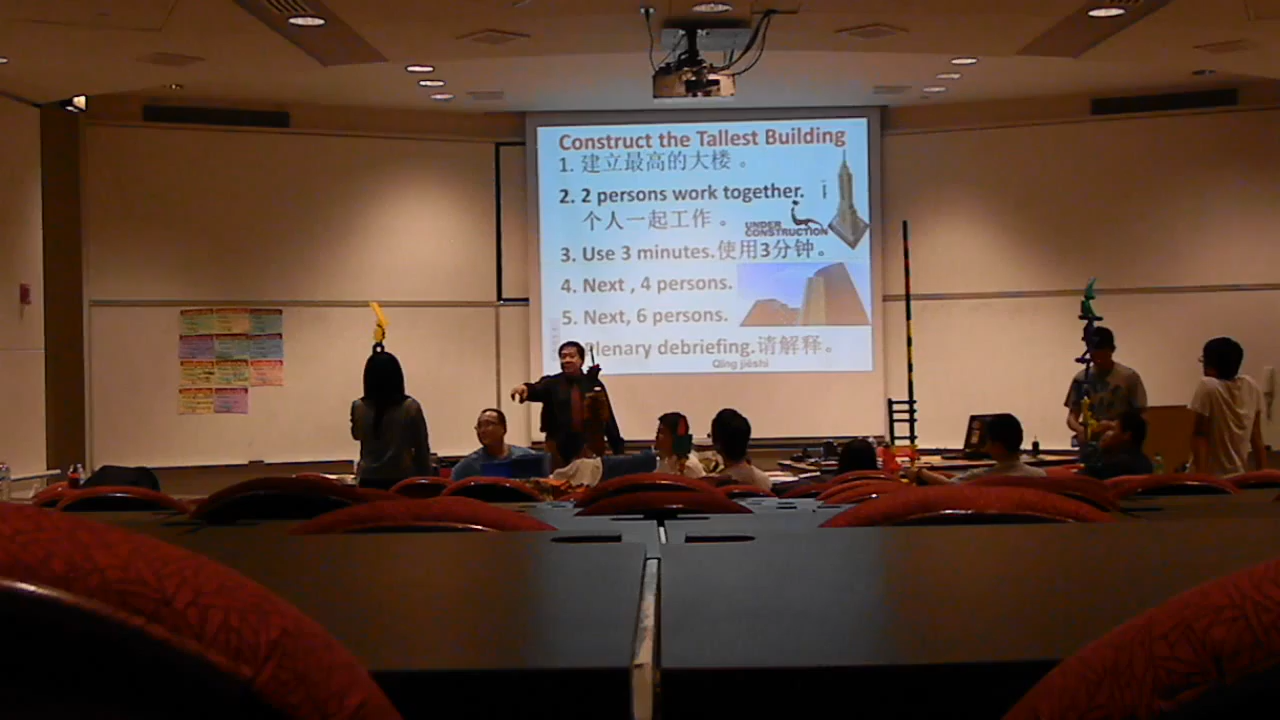 Construct the Tallest Building
1. 建立最高的大楼 。
2. 2 persons work together.
个人一起工作 。
UNDER
CONSTRUCTION
3. Use 3 minutes.使用3分钟。
4. Next , 4 persons.
5. Next, 6 persons.
Plenary debriefing.请解释。
Qǐng jiěshì